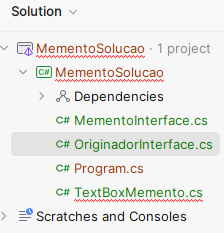 Solution
MementoSolucao · 1 project
MementoSolucao
Dependencies
C# MementoInterface.cs
C# OriginadorInterface.cs
C# Program.cs
C# TextBoxMemento.cs
Scratches and Consoles